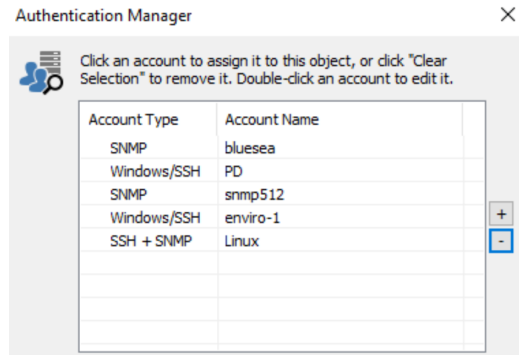 Authentication Manager
Click an account to assign it to this object, or click "Clear
Selection" to remove it. Double-click an account to edit it.
Account Type Account Name
SNMP bluesea
Windows/SSH PD
SNMP snmp512
Windows/SSH enviro-1
SSH + SNMP Linux
+
-